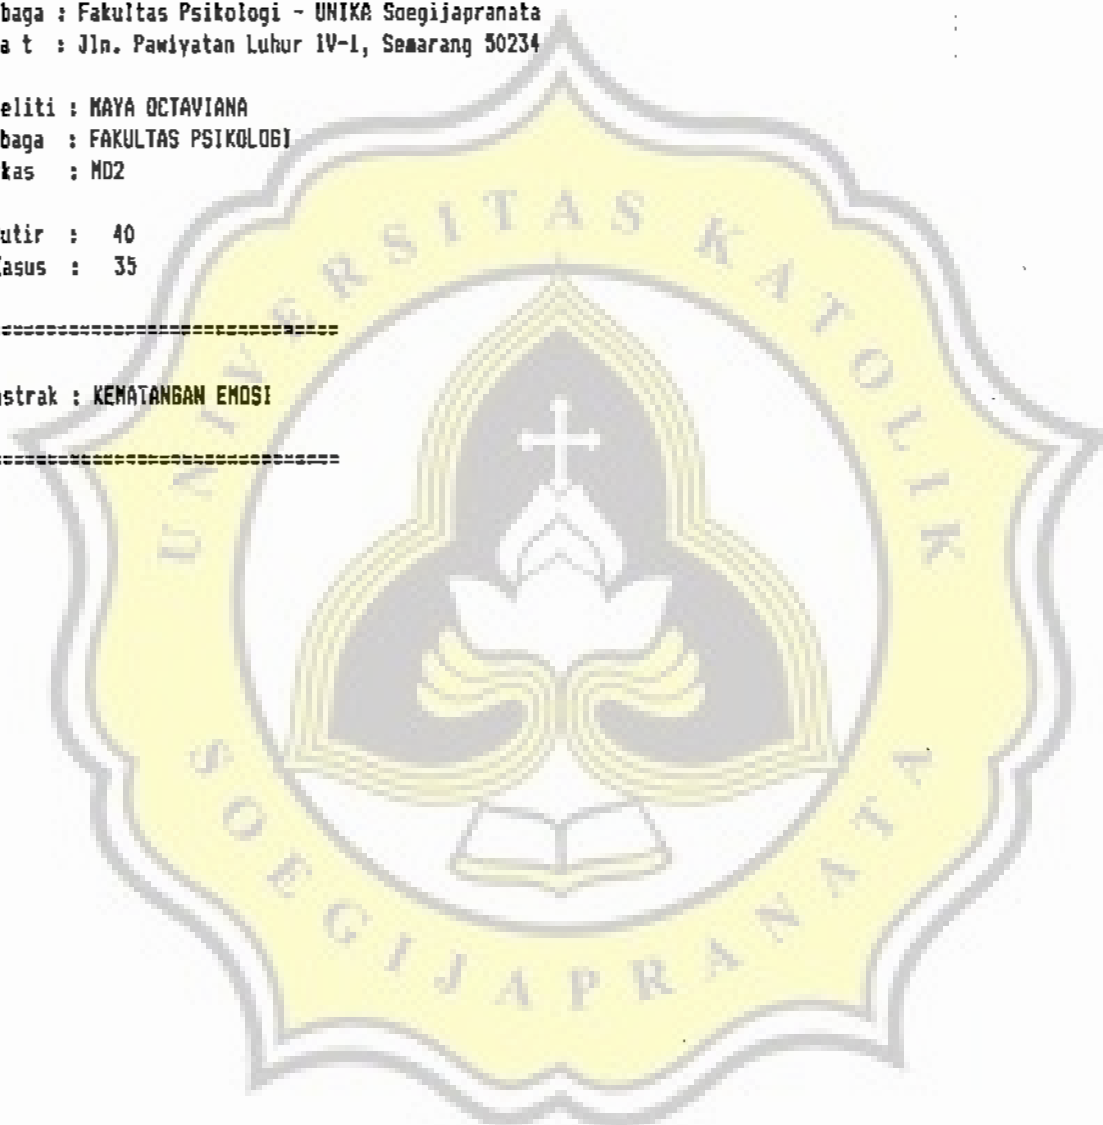 baga : Fakultas Psikologi - UNIKA Soegijapranata
a t : Jln. Pawiyatan Luhur IV-1, Semarang 50234
eliti : MAYA OCTAVIANA
baga : FAKULTAS PSIKOLOGI
kas : MD2
utir : 40
asus : 35
================================
strak : KEMATANGAN EMOSI
================================
UNIVERSITAS KATOLIK
SOEGIJAPRANATA